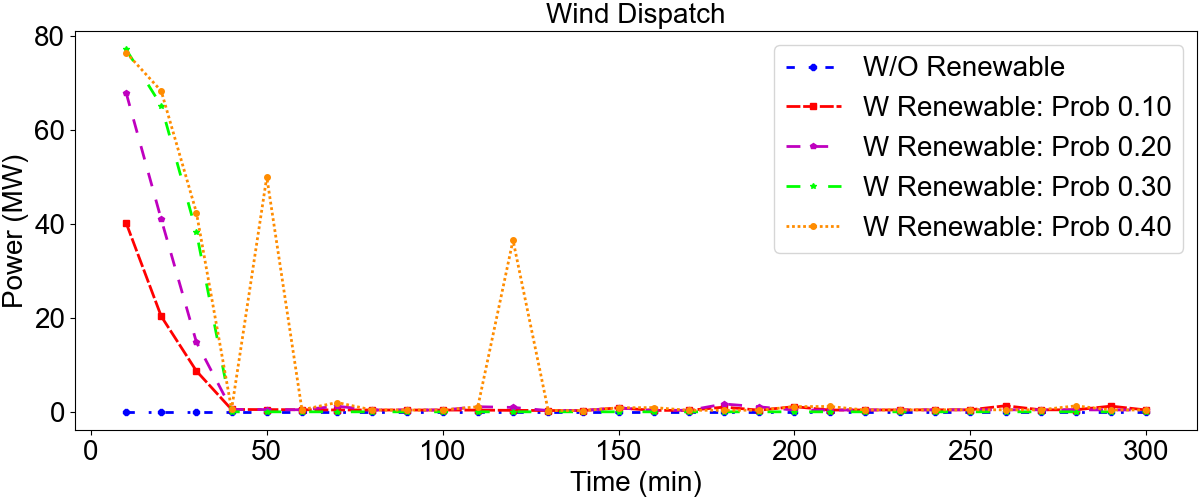 Wind Dispatch
80
60
40
20
0
Power (MW)
W/O Renewable
W Renewable: Prob 0.10
W Renewable: Prob 0.20
W Renewable: Prob 0.30
W Renewable: Prob 0.40
0 50 100 150 200 250 300
Time (min)